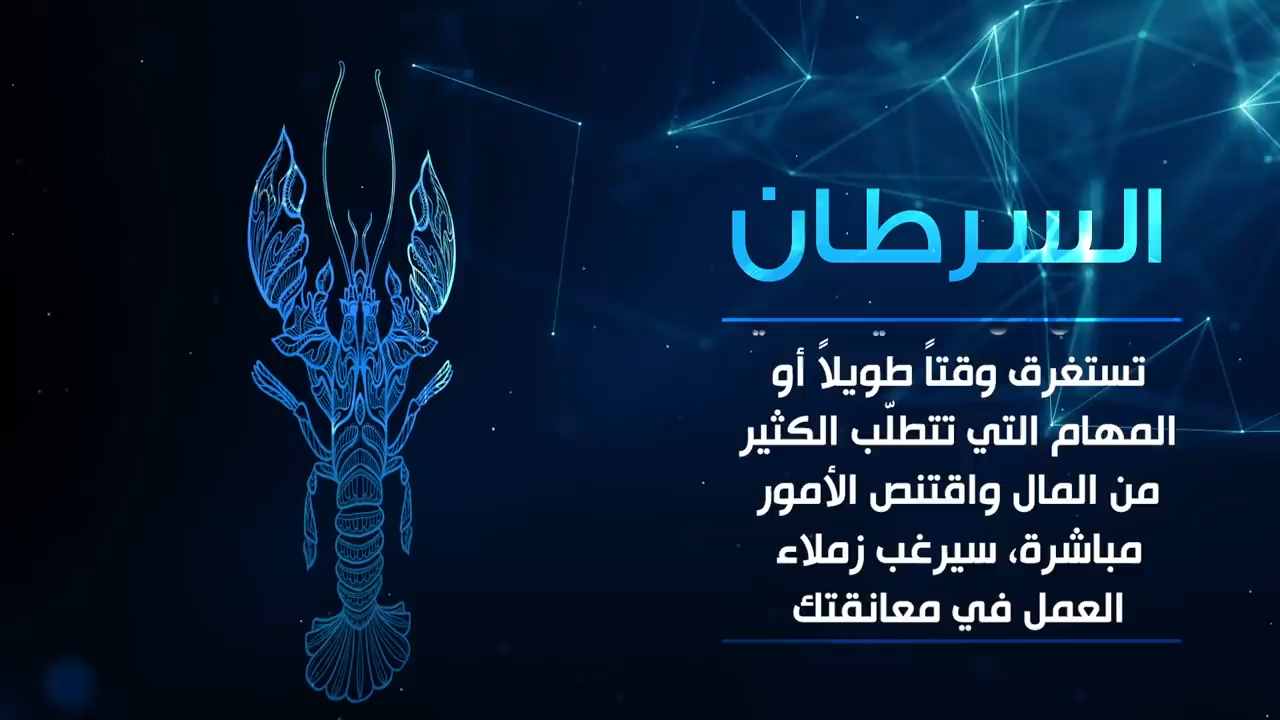 السرطان
تستغرق وقتاً طويلاً أو
المهام التي تتطلّب الكثير
من المال واقتنص الأمور
مباشرة، سيرغب زملاء
العمل في معانقتك